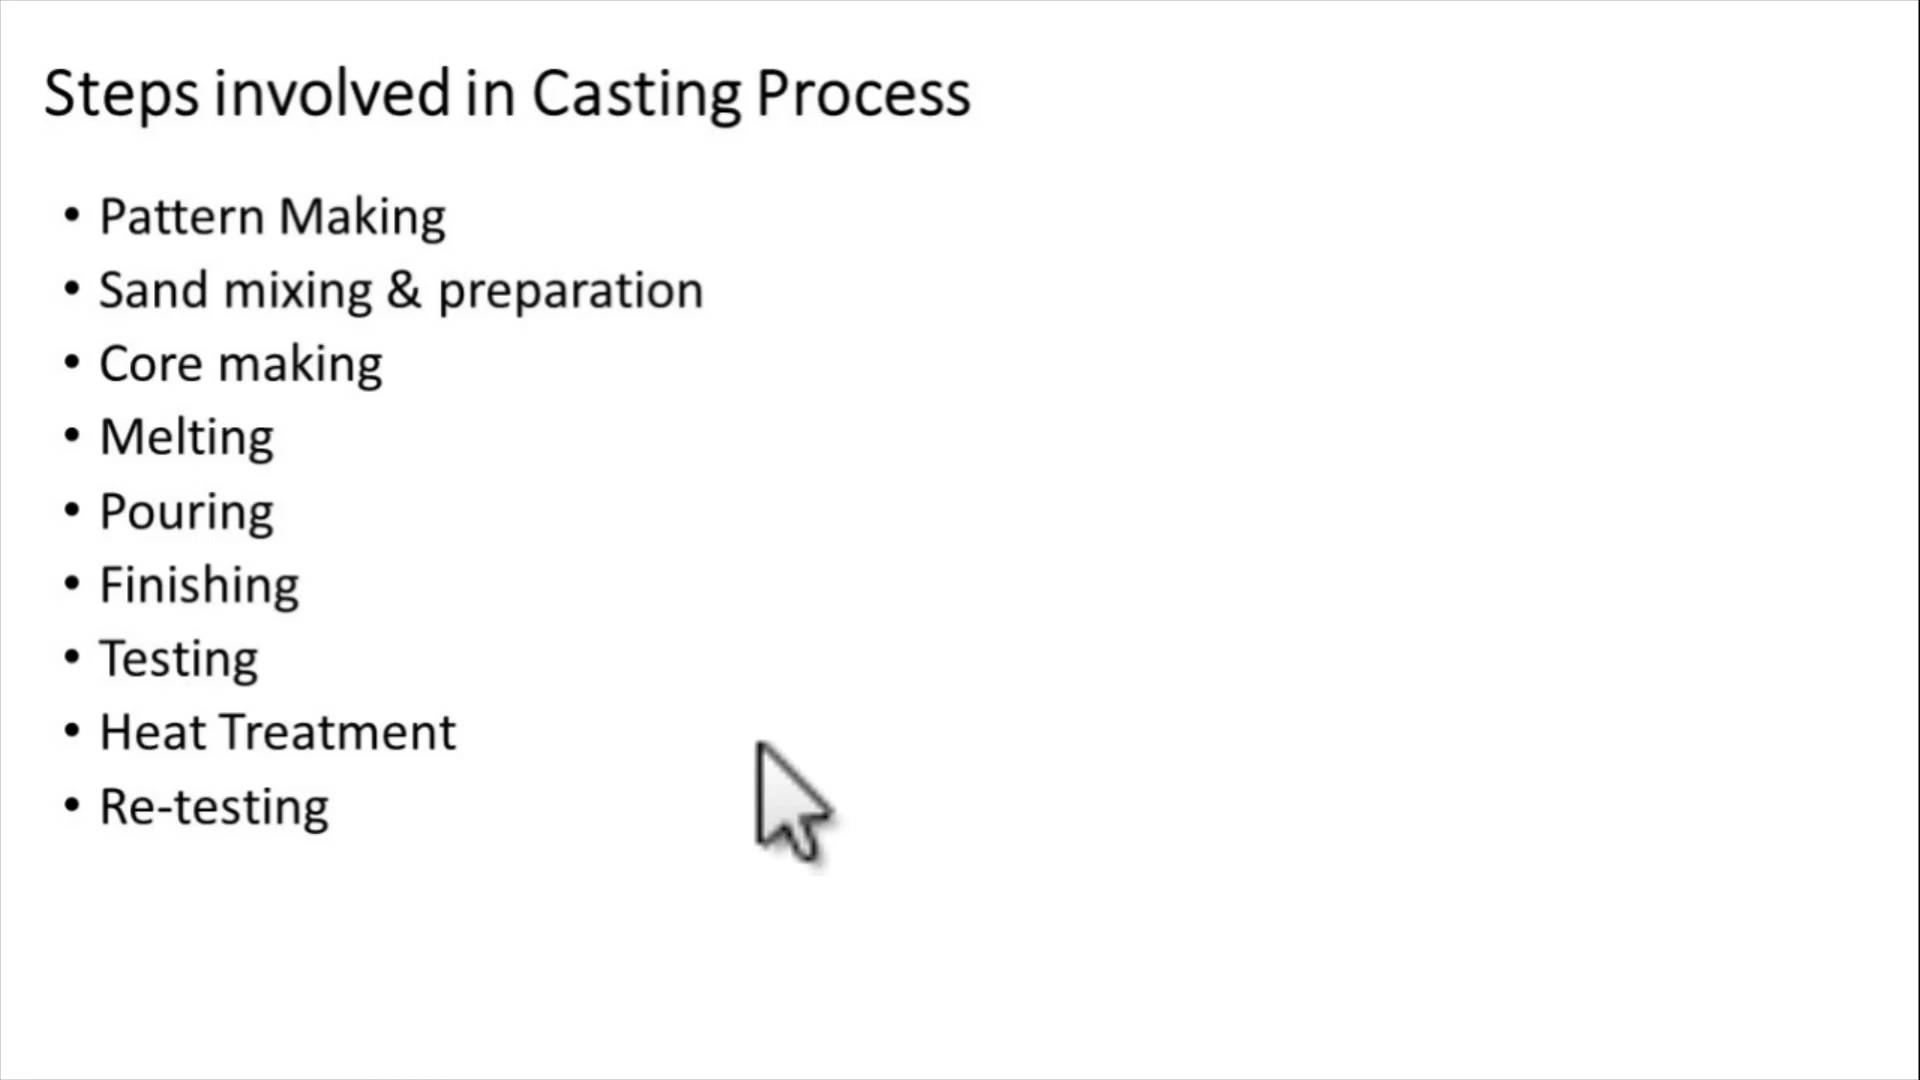 Steps involved in Casting Process
• Pattern Making
• Sand mixing & preparation
• Core making
• Melting
• Pouring
• Finishing
• Testing
• Heat Treatment
• Re-testing